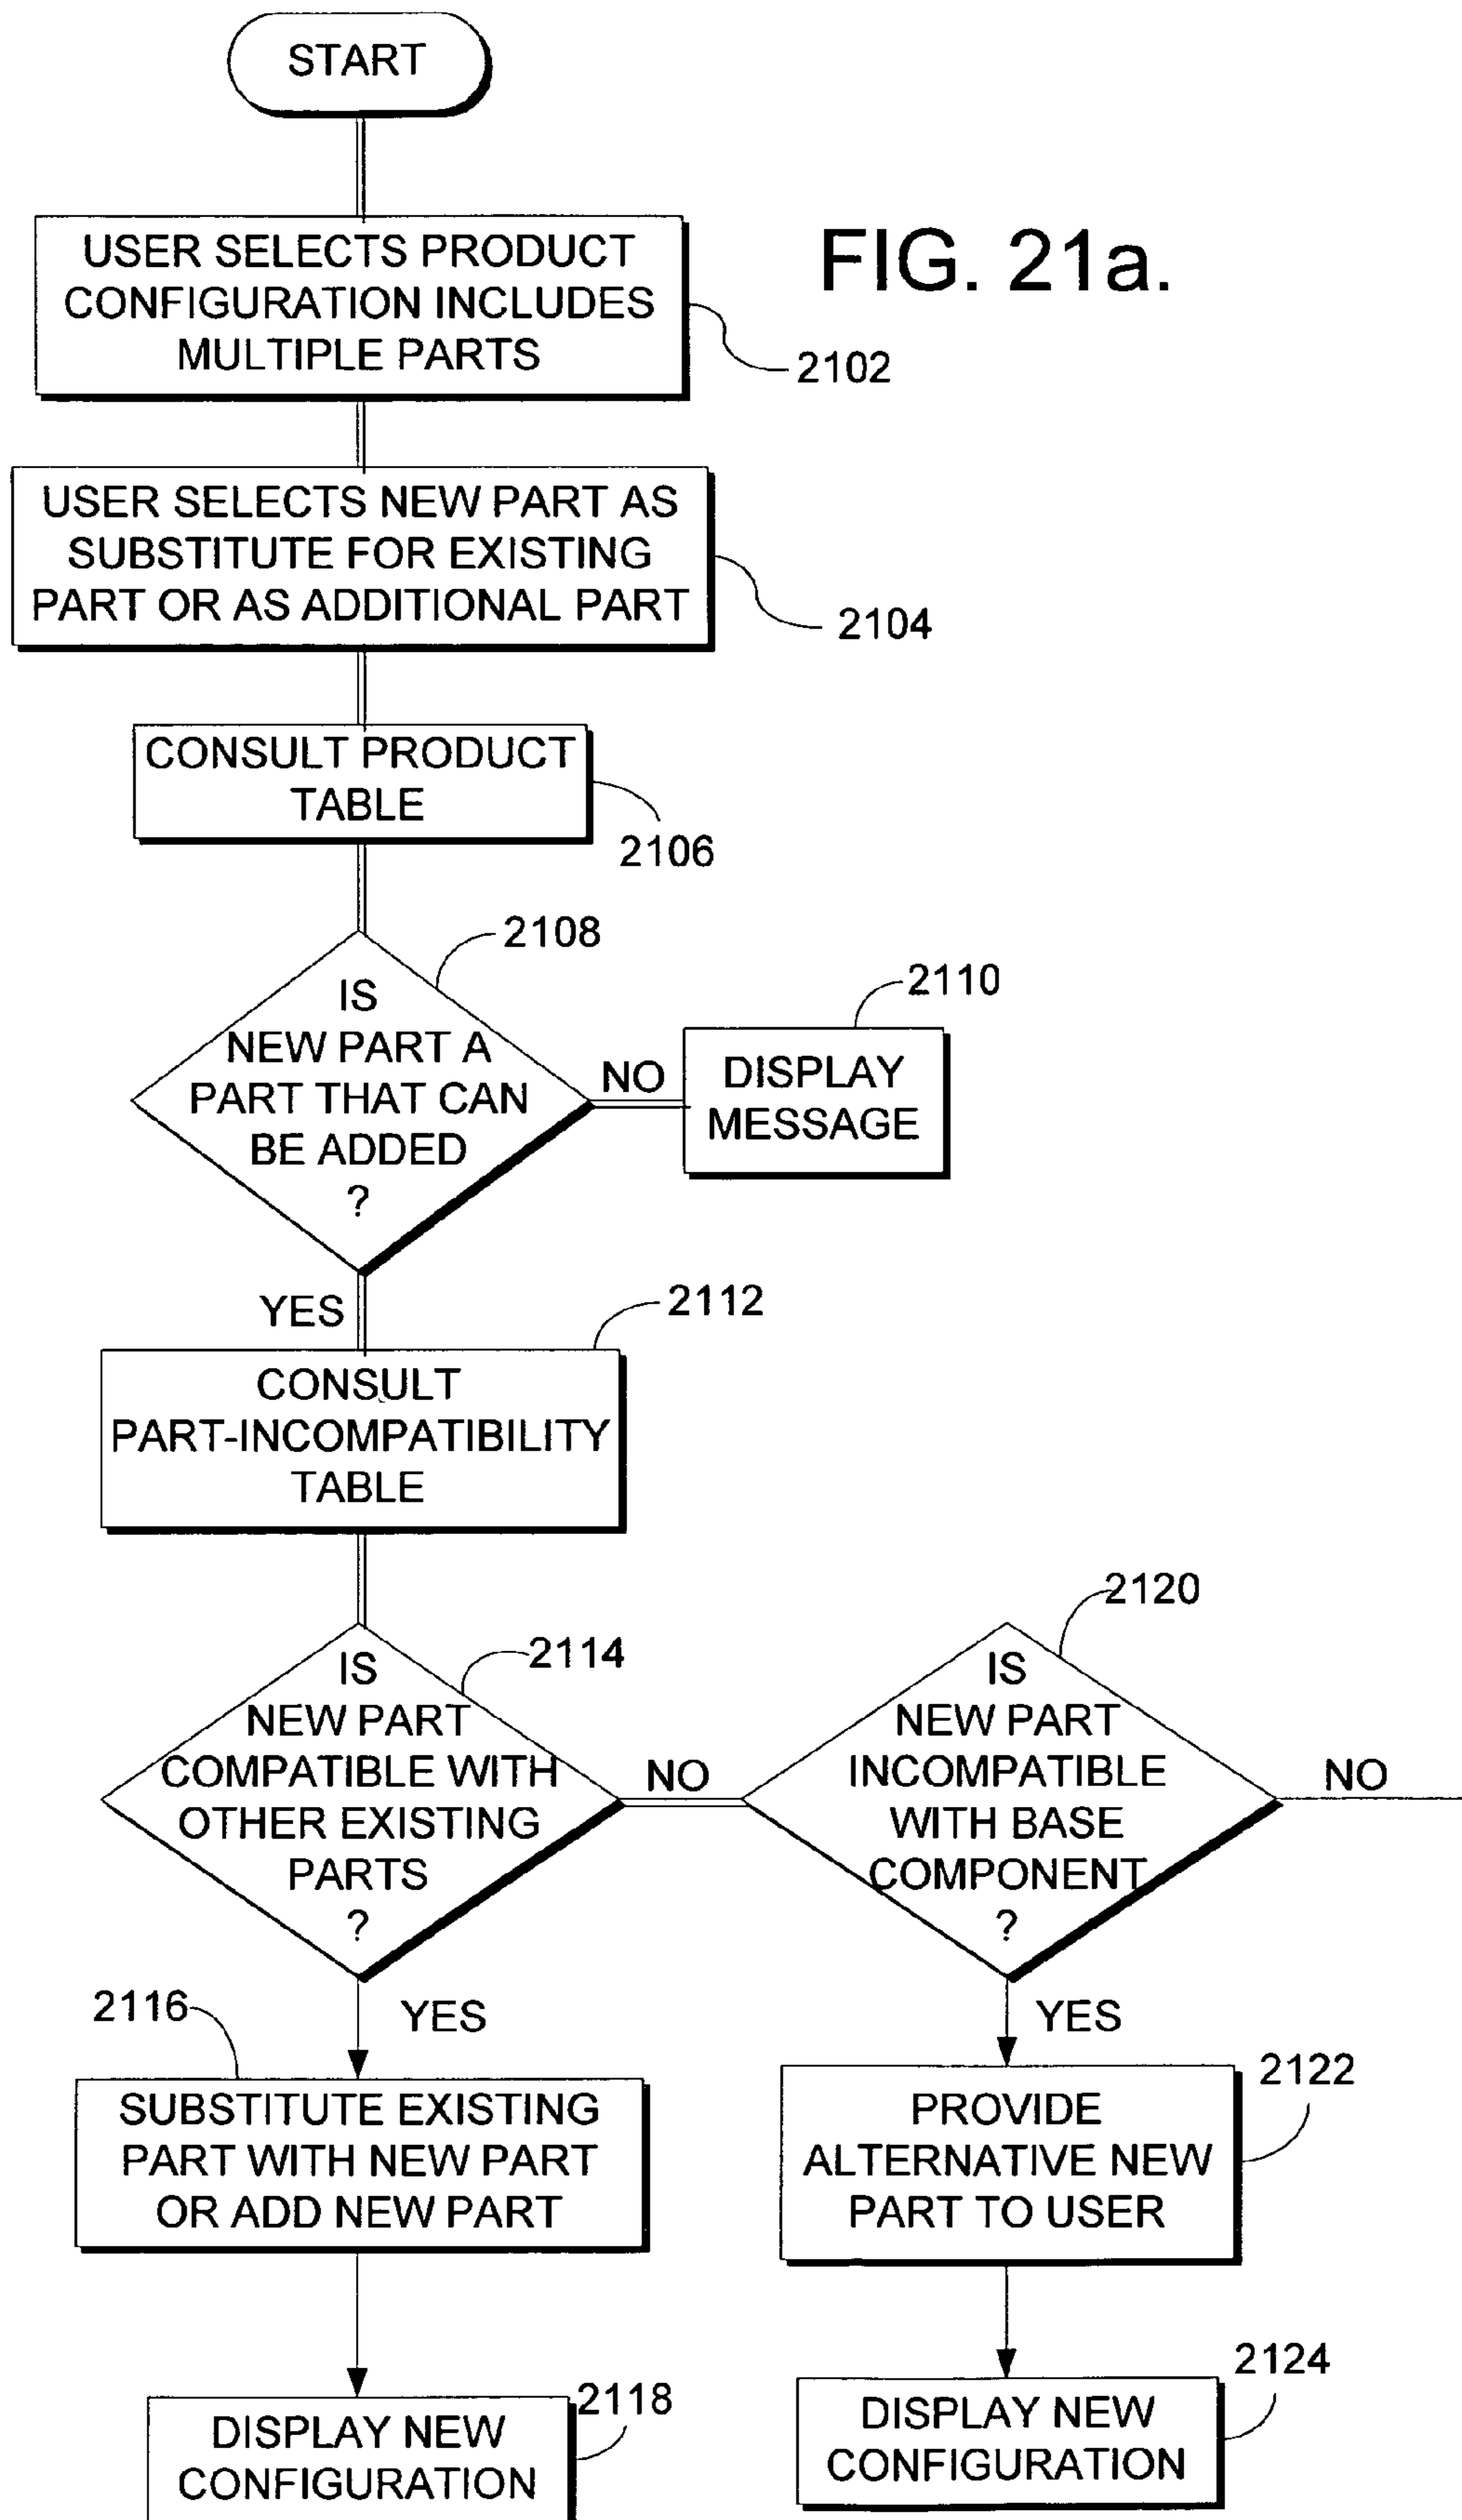 START
FIG. 21a.
USER SELECTS PRODUCT
CONFIGURATION INCLUDES
MULTIPLE PARTS
2102
USER SELECTS NEW PART AS
SUBSTITUTE FOR EXISTING
PART OR AS ADDITIONAL PART
2104
CONSULT PRODUCT
TABLE
2106
2108
IS
NEW PART A
PART THAT CAN
BE ADDED
?
NO
2110
DISPLAY
MESSAGE
YES
2112
CONSULT
PART-INCOMPATIBILITY
TABLE
2114
IS
NEW PART
COMPATIBLE WITH
OTHER EXISTING
PARTS
?
NO
2120
IS
NEW PART
INCOMPATIBLE
WITH BASE
COMPONENT
?
NO
YES
2116
SUBSTITUTE EXISTING
PART WITH NEW PART
OR ADD NEW PART
YES
2122
PROVIDE
ALTERNATIVE NEW
PART TO USER
2118
DISPLAY NEW
CONFIGURATION
2124
DISPLAY NEW
CONFIGURATION